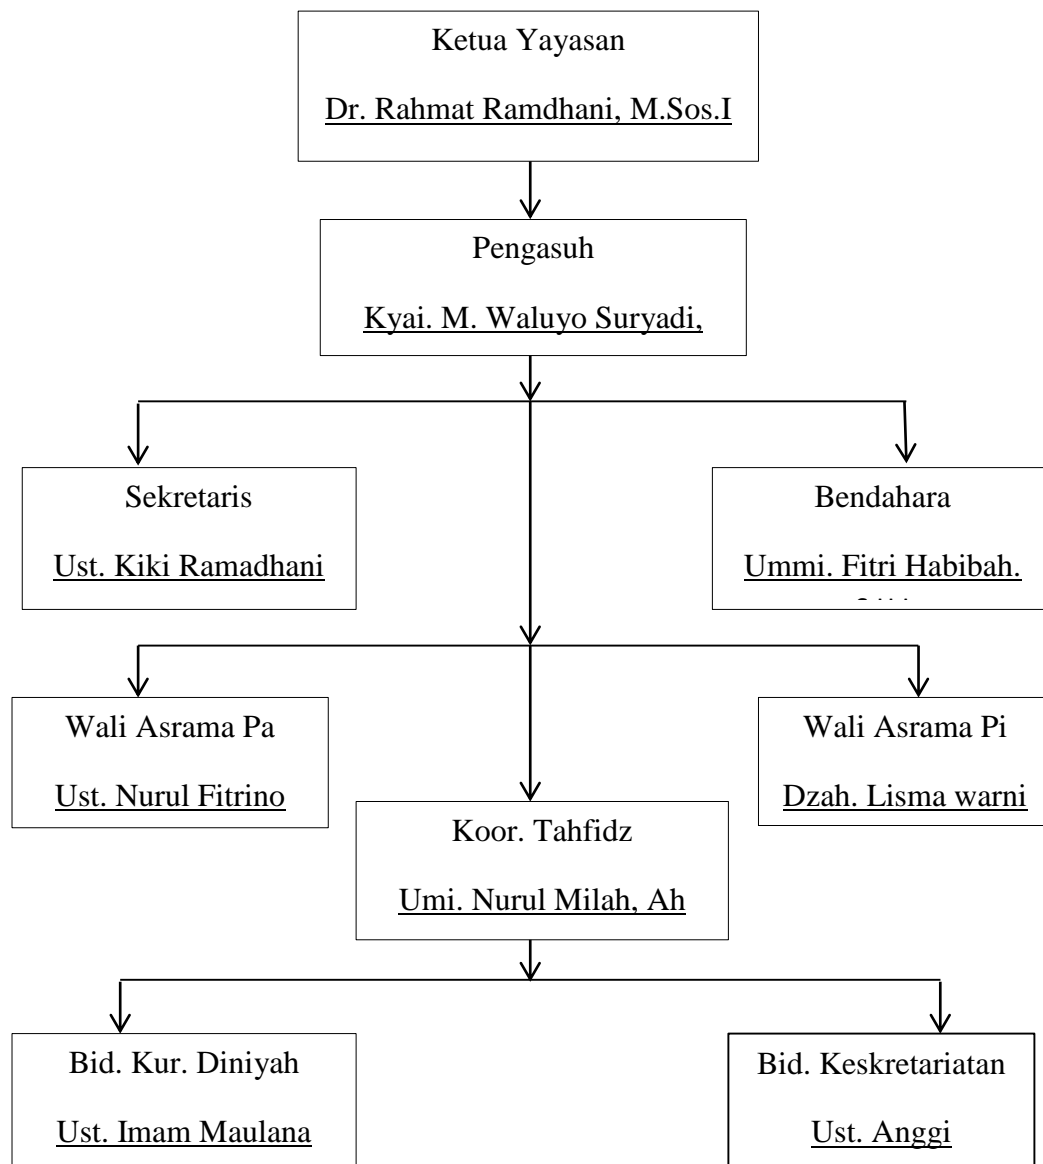 Ketua Yayasan
Dr. Rahmat Ramdhani, M.Sos.I
Pengasuh
Kyai. M. Waluyo Suryadi,
Sekretaris
Ust. Kiki Ramadhani
Bendahara
Ummi. Fitri Habibah.
Wali Asrama Pa
Ust. Nurul Fitrino
Wali Asrama Pi
Dzah. Lisma warni
Koor. Tahfidz
Umi. Nurul Milah, Ah
Bid. Kur. Diniyah
Ust. Imam Maulana
Bid. Keskretariatan
Ust. Anggi